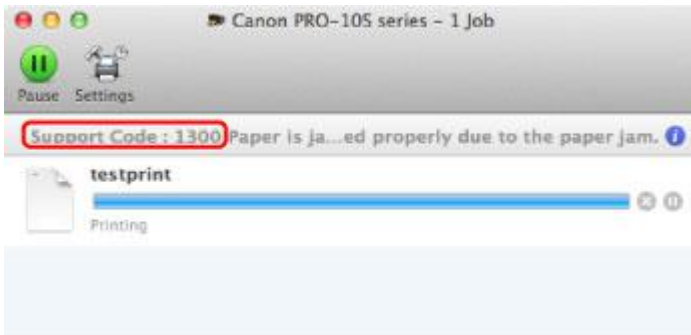 Canon PRO-10S series – 1 Job
Pause Settings
Support Code : 1300 Paper is ja...ed properly due to the paper jam.
testprint
Printing